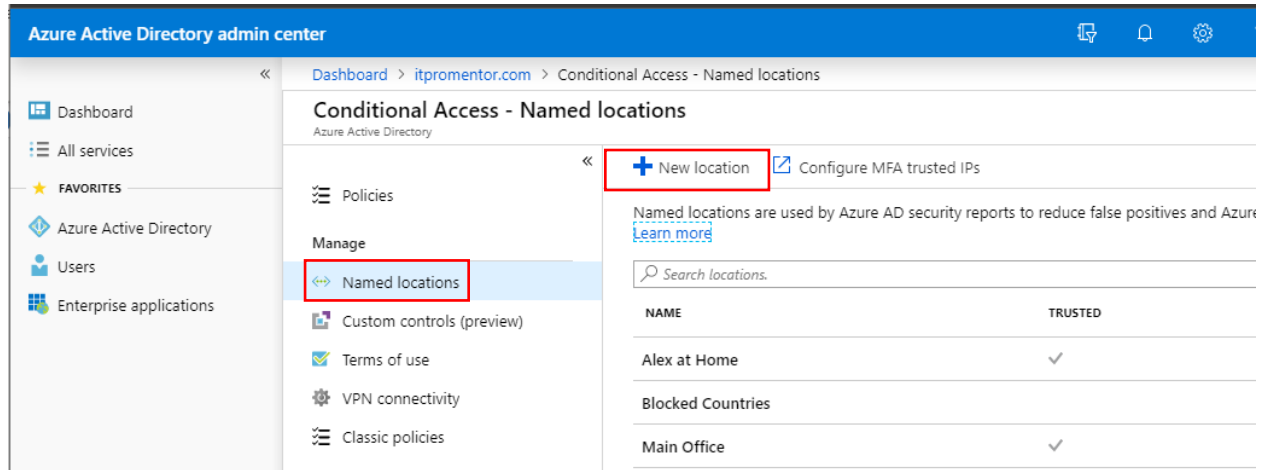 Azure Active Directory admin center
«
Dashboard > itpromentor.com > Conditional Access - Named locations
Dashboard
All services
FAVORITES
Azure Active Directory
Users
Enterprise applications
Conditional Access - Named locations
Azure Active Directory
«
Policies
Manage
Named locations
Custom controls (preview)
Terms of use
VPN connectivity
Classic policies
New location
Configure MFA trusted IPs
Named locations are used by Azure AD security reports to reduce false positives and Azure
Learn more
Search locations.
NAME TRUSTED
Alex at Home
Blocked Countries
Main Office